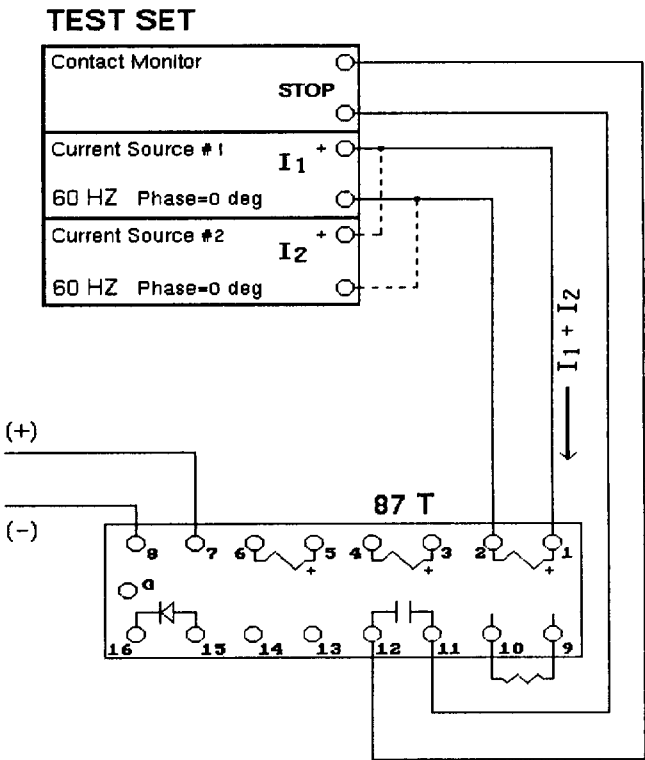 TEST SET
Contact Monitor
STOP
Current Source #1
+
I1
60 HZ Phase=0 deg
Current Source #2
+
I2
60 HZ Phase=0 deg
I1 + I2
(+)
(-)
87 T
8 7 6 5 4 3 2 1
+ + +
G
16 15 14 13 12 11 10 9